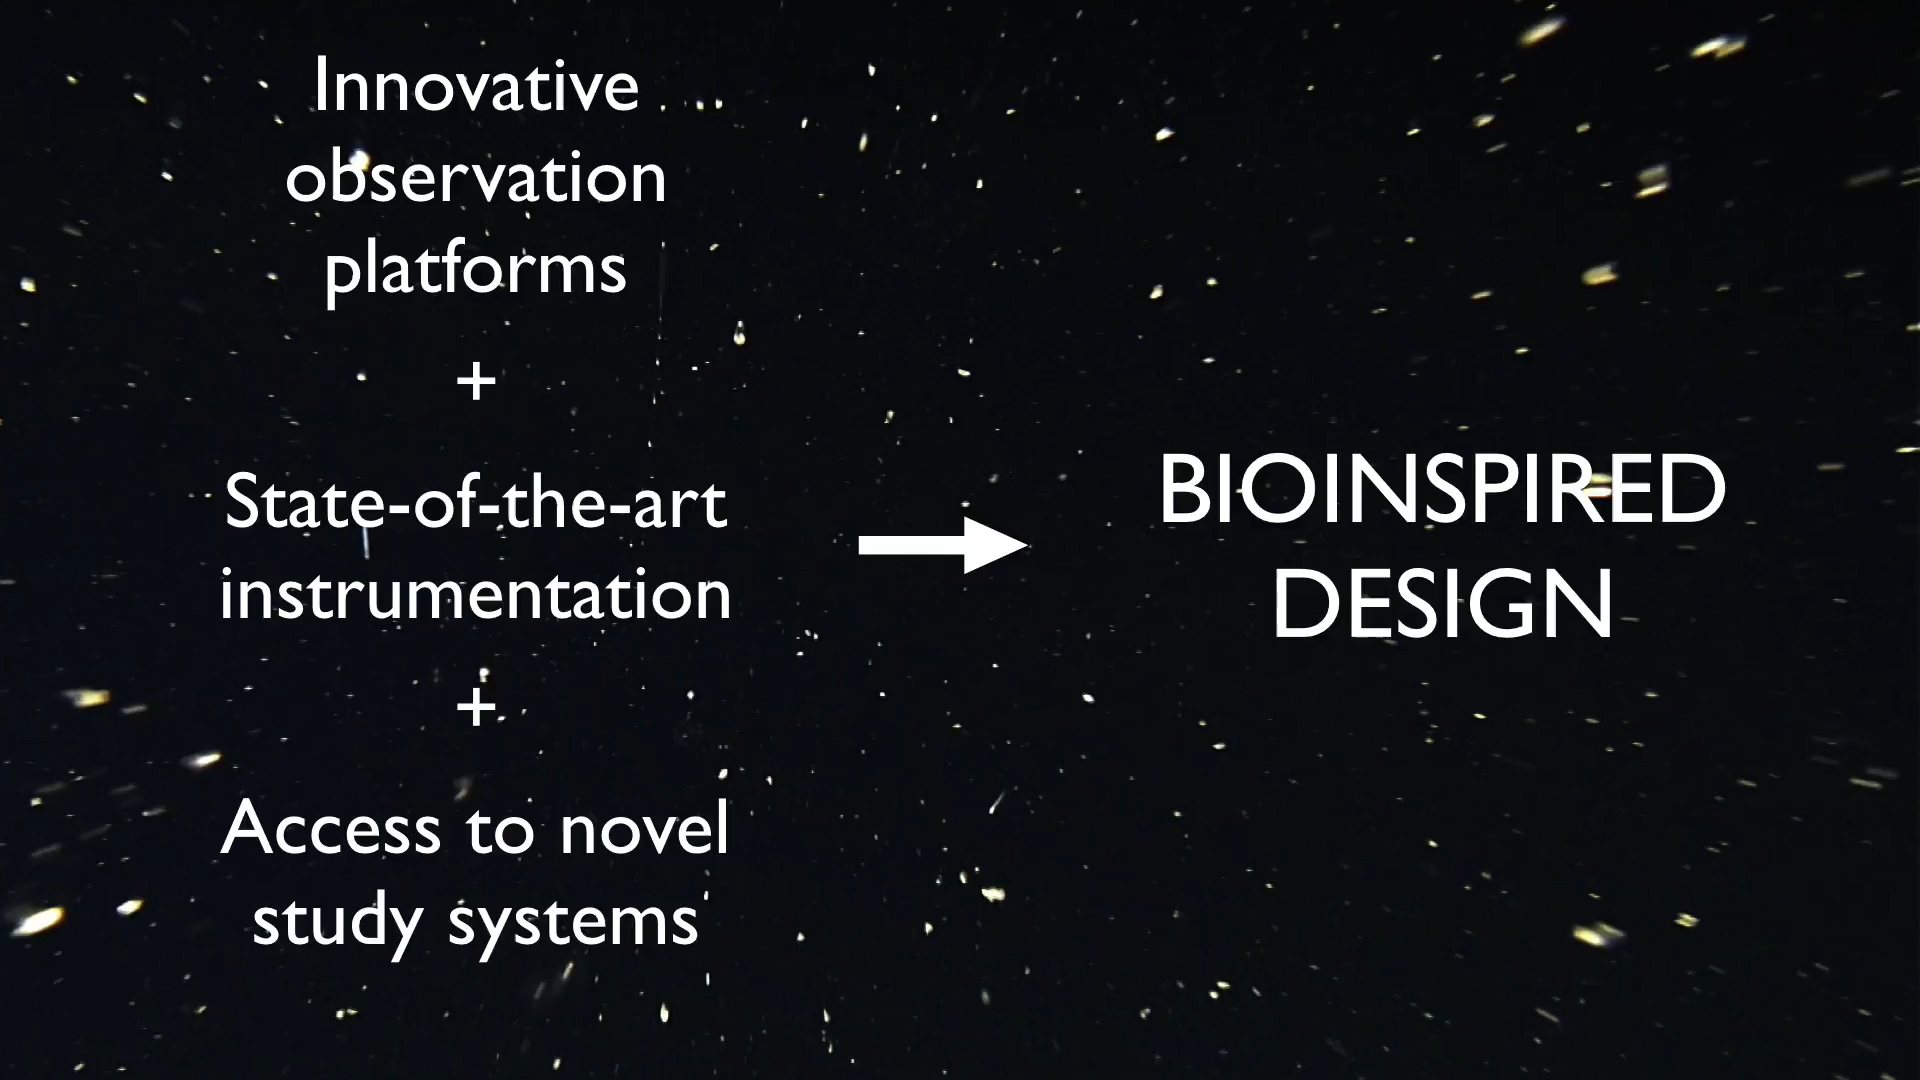 Innovative
observation
platforms
+
State-of-the-art
instrumentation
+
Access to novel
study systems
BIOINSPIRED
DESIGN